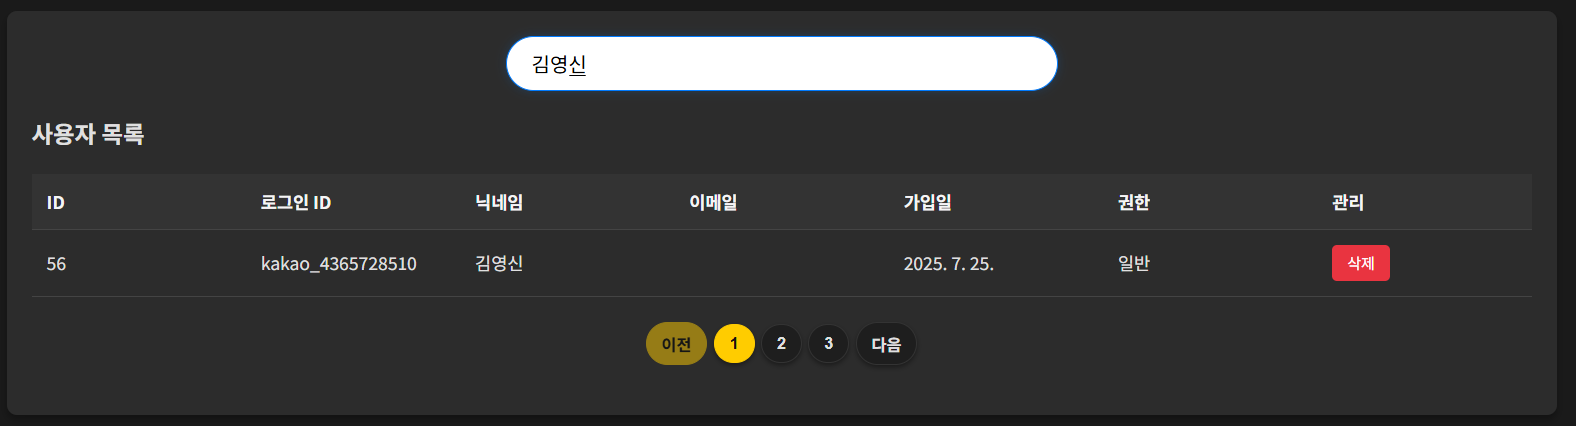 김영신
사용자 목록
ID 로그인 ID 닉네임 이메일 가입일 권한 관리
56 kakao_4365728510 김영신 2025. 7. 25. 일반 삭제
이전 1 2 3 다음